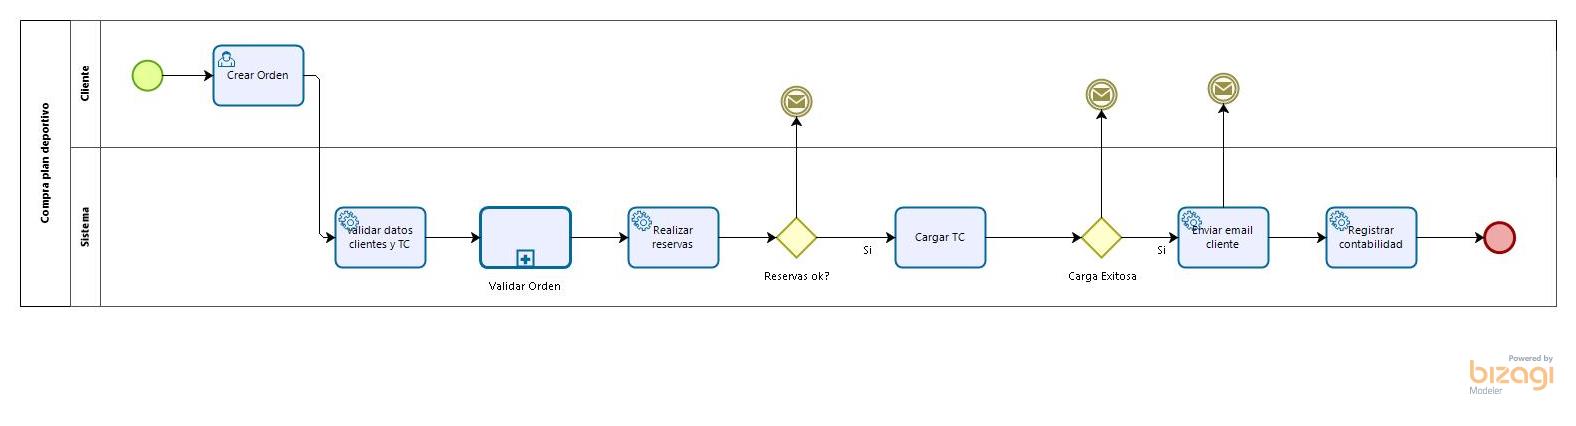 Compra plan deportivo
Cliente
Crear Orden
Sistema
Validar datos
clientes y TC
Validar Orden
Realizar
reservas
Reservas ok?
Si
Cargar TC
Carga Exitosa
Si
Enviar email
cliente
Registrar
contabilidad
Powered by
bizagi
Modeler